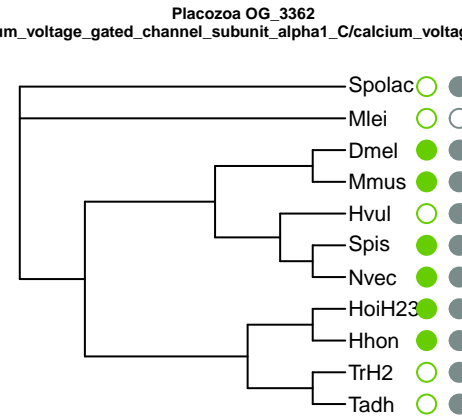 Placozoa OG_3362
um_voltage_gated_channel_subunit_alpha1_C/calcium_voltag
Spolac
Mlei
Dmel
Mmus
Hvul
Spis
Nvec
HoiH23
Hhon
TrH2
Tadh